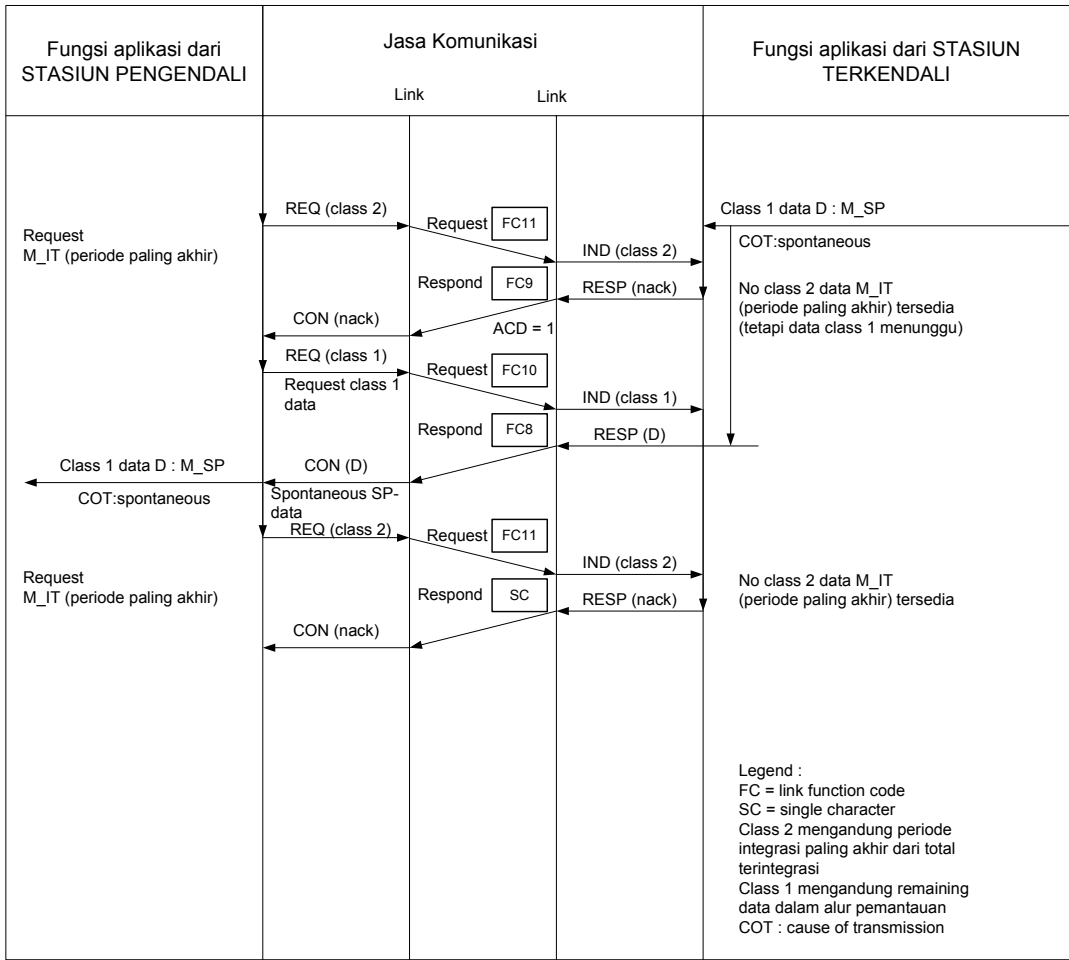 Fungsi aplikasi dari
STASIUN PENGENDALI
Jasa Komunikasi
Link
Link
Fungsi aplikasi dari STASIUN
TERKENDALI
REQ (class 2)
Request
FC11
Class 1 data D : M_SP
Request
M_IT (periode paling akhir)
COT:spontaneous
IND (class 2)
Respond
FC9
RESP (nack)
No class 2 data M_IT
(periode paling akhir) tersedia
(tetapi data class 1 menunggu)
CON (nack)
ACD = 1
REQ (class 1)
Request
FC10
Request class 1
data
IND (class 1)
Respond
FC8
RESP (D)
Class 1 data D : M_SP
CON (D)
COT:spontaneous
Spontaneous SP-
data
REQ (class 2)
Request
FC11
IND (class 2)
Request
M_IT (periode paling akhir)
Respond
SC
RESP (nack)
No class 2 data M_IT
(periode paling akhir) tersedia
CON (nack)
Legend :
FC = link function code
SC = single character
Class 2 mengandung periode
integrasi paling akhir dari total
terintegrasi
Class 1 mengandung remaining
data dalam alur pemantauan
COT : cause of transmission